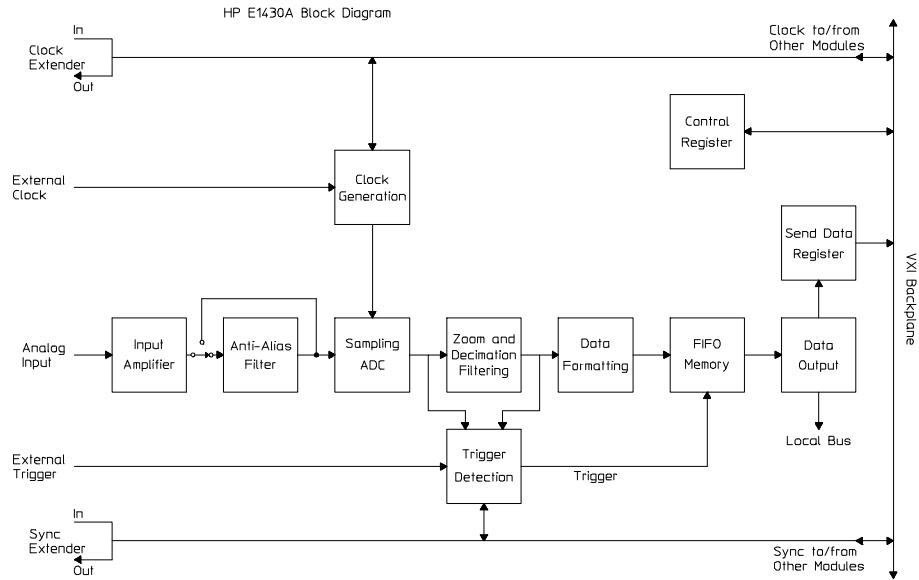 HP E1430A Block Diagram
In
Clock
Extender
Out
Clock to/from
Other Modules
Control
Register
External
Clock
Clock
Generation
Send Data
Register
VXI Backplane
Analog
Input
Input
Amplifier
Anti-Alias
Filter
Sampling
ADC
Zoom and
Decimation
Filtering
Data
Formatting
FIFO
Memory
Data
Output
Local Bus
External
Trigger
Trigger
Detection
Trigger
In
Sync
Extender
Out
Sync to/from
Other Modules